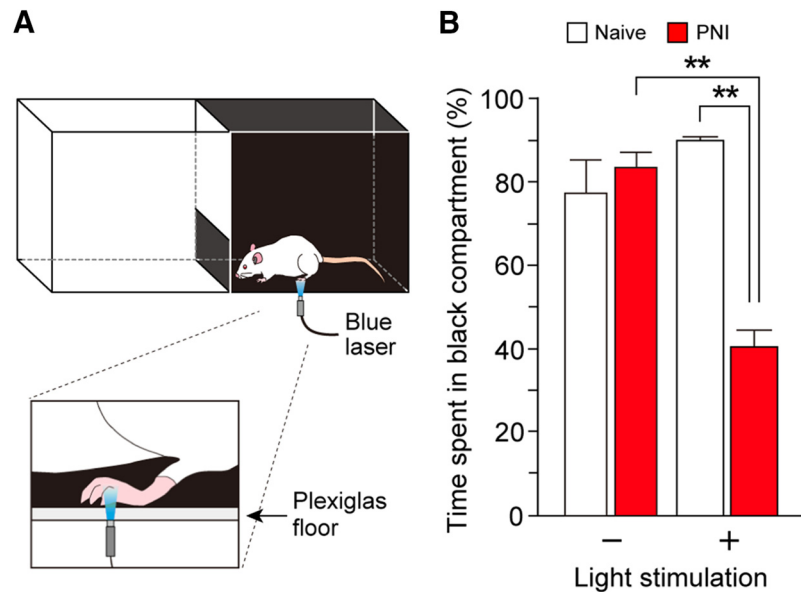 A
Blue
laser
Plexiglas
floor
B
Naive PNI
**
**
Time spent in black compartment (%)
100
80
60
40
20
0
− +
Light stimulation